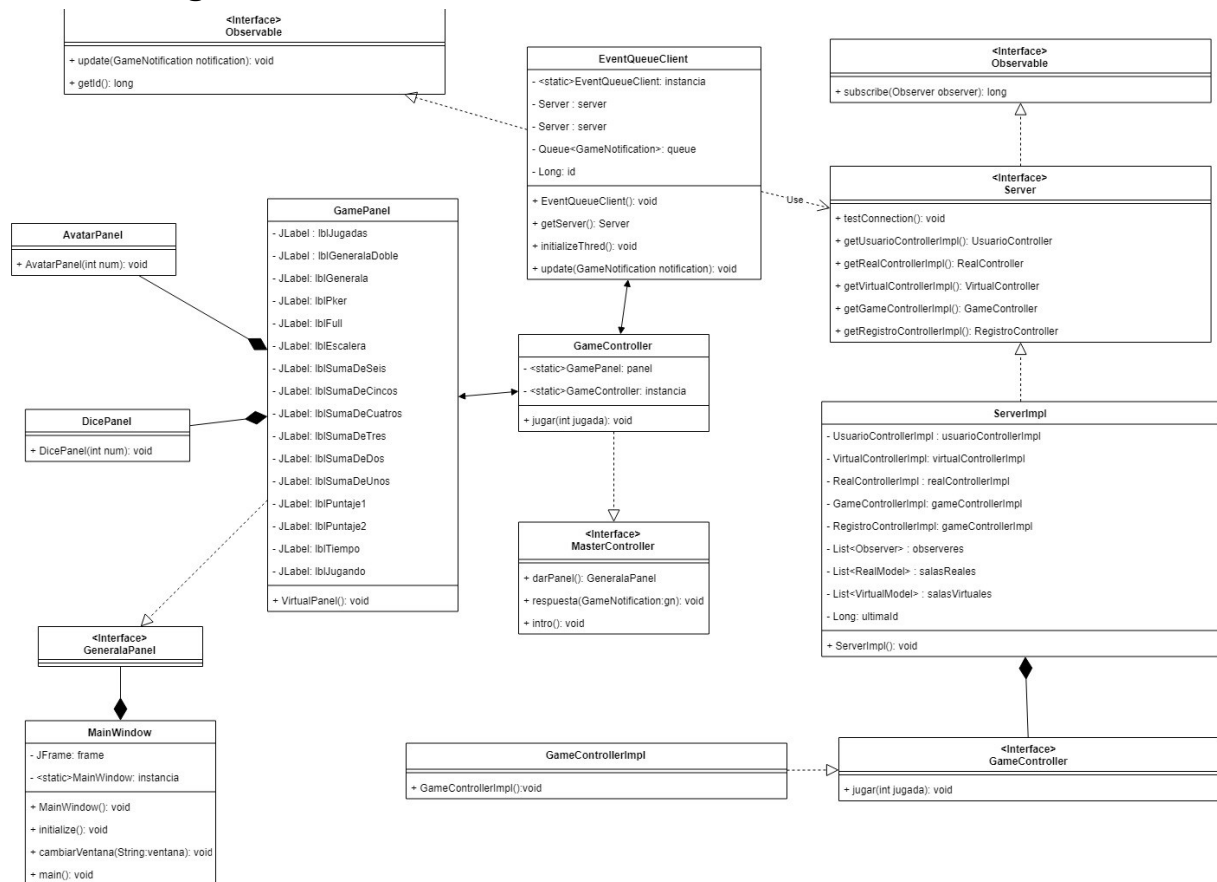 <Interface>
Observable
+ update(GameNotification notification): void
+ getId(): long
EventQueueClient
- <static>EventQueueClient: instancia
- Server : server
- Server : server
- Queue<GameNotification>: queue
- Long: id
+ EventQueueClient(): void
+ getServer(): Server
+ initializeThred(): void
+ update(GameNotification notification): void
<Interface>
Observable
+ subscribe(Observer observer): long
Use
<Interface>
Server
+ testConnection(): void
+ getUsuarioControllerImpl(): UsuarioController
+ getRealControllerImpl(): RealController
+ getVirtualControllerImpl(): VirtualController
+ getGameControllerImpl(): GameController
+ getRegistroControllerImpl(): RegistroController
AvatarPanel
+ AvatarPanel(int num): void
DicePanel
+ DicePanel(int num): void
GamePanel
- JLabel : lblJugadas
- JLabel : lblGeneralaDoble
- JLabel: lblGenerala
- JLabel: lblPker
- JLabel: lblFull
- JLabel: lblEscalera
- JLabel: lblSumaDeSeis
- JLabel: lblSumaDeCincos
- JLabel: lblSumaDeCuatros
- JLabel: lblSumaDeTres
- JLabel: lblSumaDeDos
- JLabel: lblSumaDeUnos
- JLabel: lblPuntaje1
- JLabel: lblPuntaje2
- JLabel: lblTiempo
- JLabel: lblJugando
+ VirtualPanel(): void
GameController
- <static>GamePanel: panel
- <static>GameController: instancia
+ jugar(int jugada): void
<Interface>
MasterController
+ darPanel(): GeneralaPanel
+ respuesta(GameNotification:gn): void
+ intro(): void
ServerImpl
- UsuarioControllerImpl : usuarioControllerImpl
- VirtualControllerImpl: virtualControllerImpl
- RealControllerImpl : realControllerImpl
- GameControllerImpl: gameControllerImpl
- RegistroControllerImpl: gameControllerImpl
- List<Observer> : observeres
- List<RealModel> : salasReales
- List<VirtualModel> : salasVirtuales
- Long: ultimaId
+ ServerImpl(): void
<Interface>
GeneralaPanel
MainWindow
- JFrame: frame
- <static>MainWindow: instancia
+ MainWindow(): void
+ initialize(): void
+ cambiarVentana(String:ventana): void
+ main(): void
GameControllerImpl
+ GameControllerImpl():void
<Interface>
GameController
+ jugar(int jugada): void